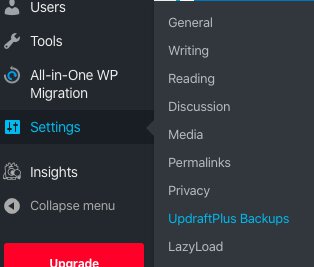 Users
Tools
All-in-One WP
Migration
Settings
Insights
Collapse menu
Upgrade
General
Writing
Reading
Discussion
Media
Permalinks
Privacy
UpdraftPlus Backups
LazyLoad